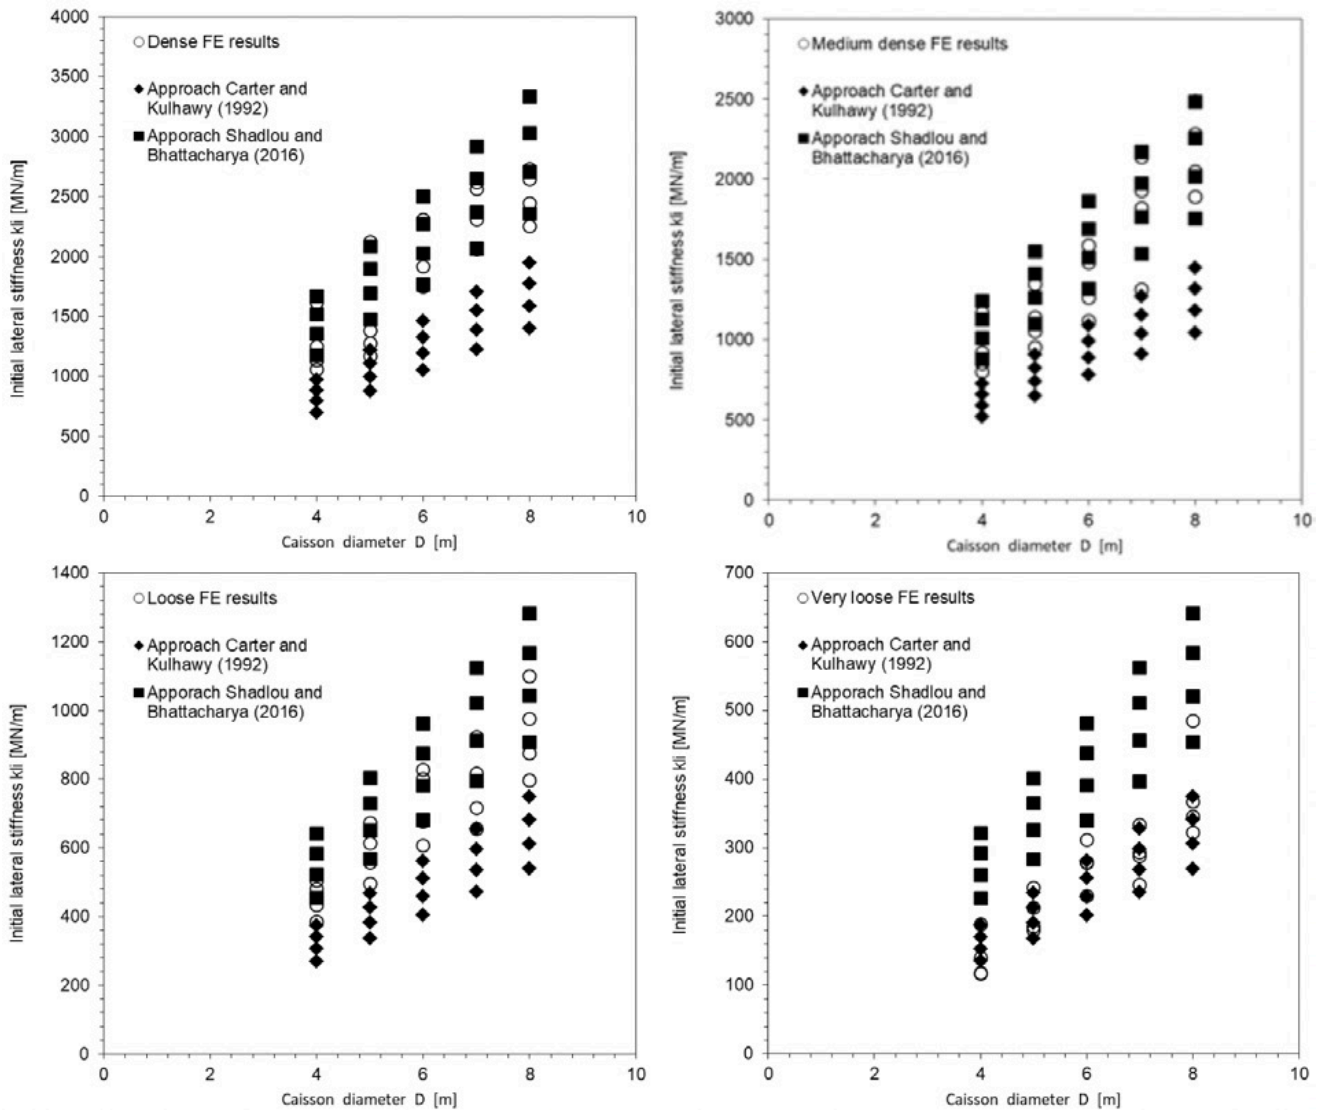 4000
3500
3000
2500
2000
1500
1000
500
0
Initial lateral stiffness kli [MN/m]
Dense FE results
Approach Carter and
Kulhawy (1992)
Apporach Shadlou and
Bhattacharya (2016)
0 2 4 6 8 10
Caisson diameter D [m]
3000
2500
2000
1500
1000
500
0
Initial lateral stiffness kli [MN/m]
Medium dense FE results
Approach Carter and
Kulhawy (1992)
Apporach Shadlou and
Bhattacharya (2016)
0 2 4 6 8 10
Caisson diameter D [m]
1400
1200
1000
800
600
400
200
0
Initial lateral stiffness kli [MN/m]
Loose FE results
Approach Carter and
Kulhawy (1992)
Apporach Shadlou and
Bhattacharya (2016)
0 2 4 6 8 10
Caisson diameter D [m]
700
600
500
400
300
200
100
0
Initial lateral stiffness kli [MN/m]
Very loose FE results
Approach Carter and
Kulhawy (1992)
Apporach Shadlou and
Bhattacharya (2016)
0 2 4 6 8 10
Caisson diameter D [m]